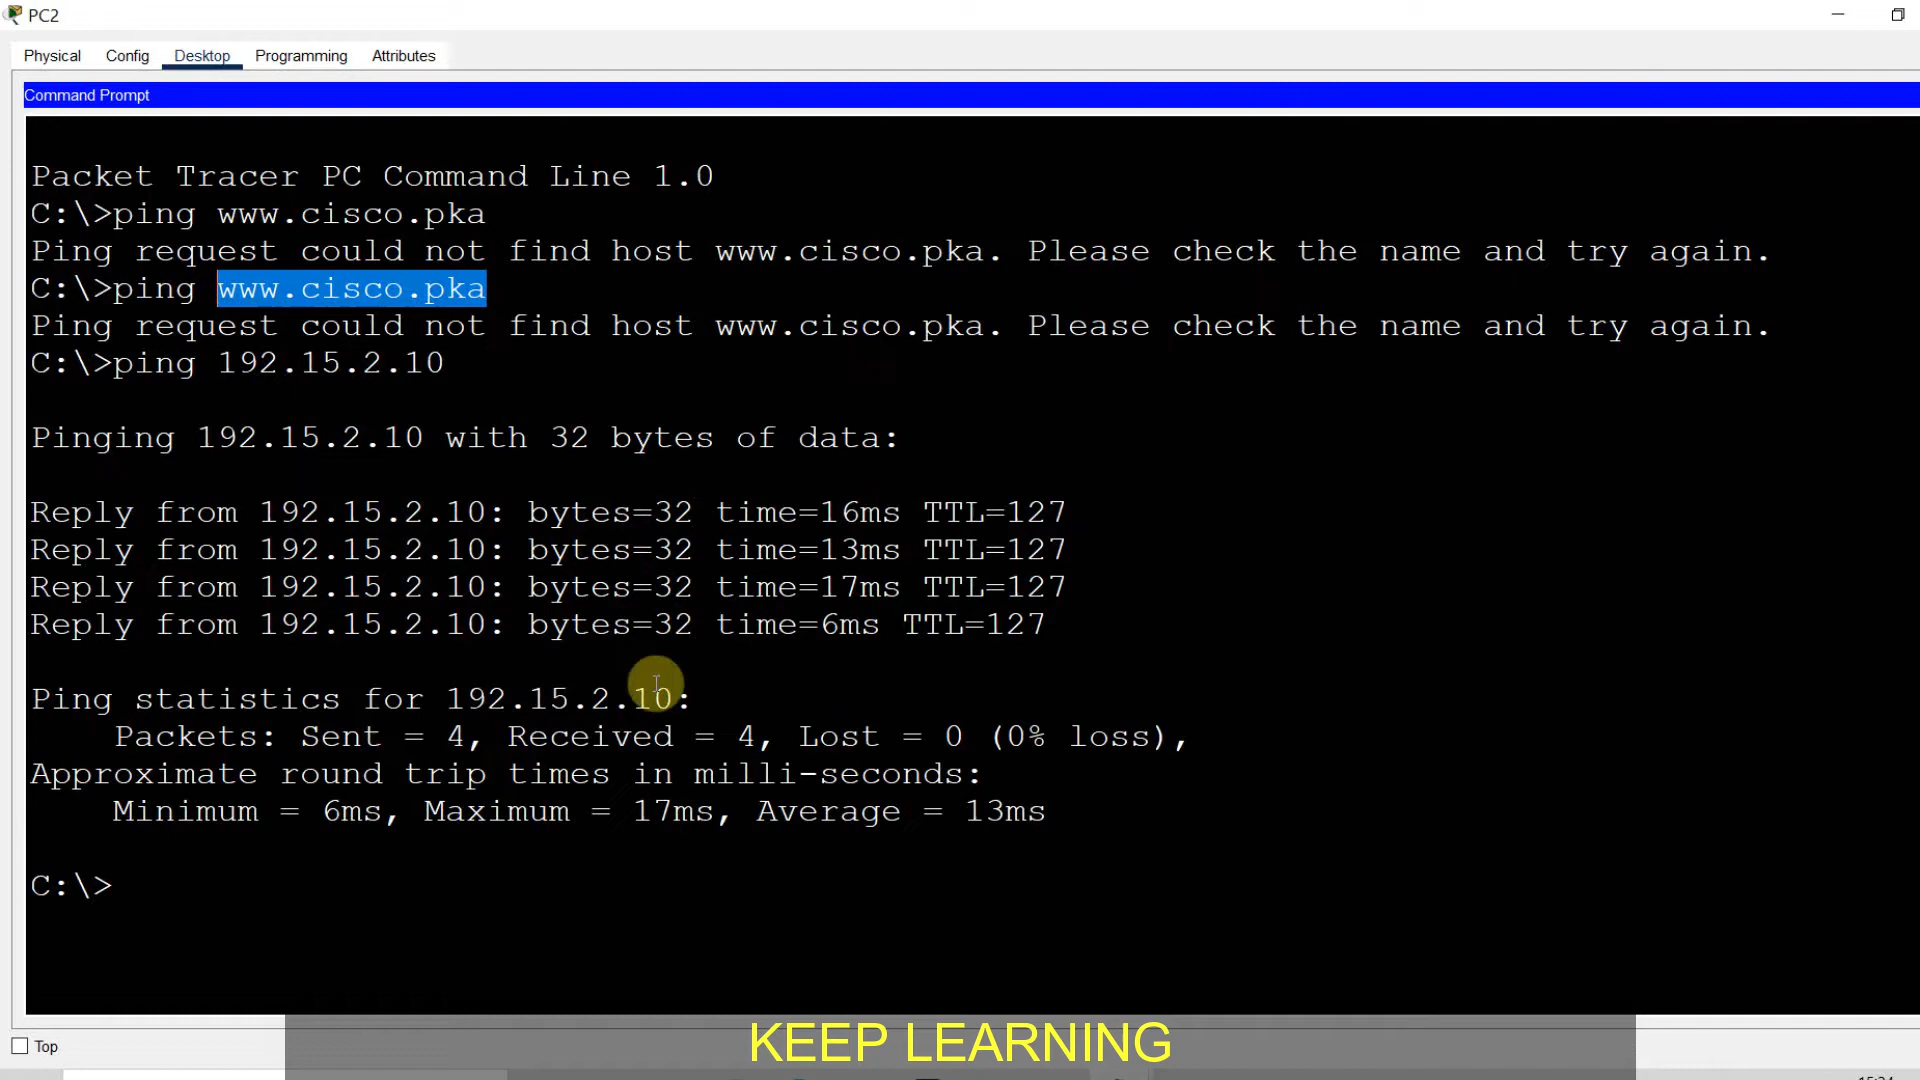 PC2
Physical Config Desktop Programming Attributes
Command Prompt
Packet Tracer PC Command Line 1.0
C:\>ping www.cisco.pka
Ping request could not find host www.cisco.pka. Please check the name and try again.
C:\>ping www.cisco.pka
Ping request could not find host www.cisco.pka. Please check the name and try again.
C:\>ping 192.15.2.10
Pinging 192.15.2.10 with 32 bytes of data:
Reply from 192.15.2.10: bytes=32 time=16ms TTL=127
Reply from 192.15.2.10: bytes=32 time=13ms TTL=127
Reply from 192.15.2.10: bytes=32 time=17ms TTL=127
Reply from 192.15.2.10: bytes=32 time=6ms TTL=127
Ping statistics for 192.15.2.10:
Packets: Sent = 4, Received = 4, Lost = 0 (0% loss),
Approximate round trip times in milli-seconds:
Minimum = 6ms, Maximum = 17ms, Average = 13ms
C:\>
KEEP LEARNING
Top